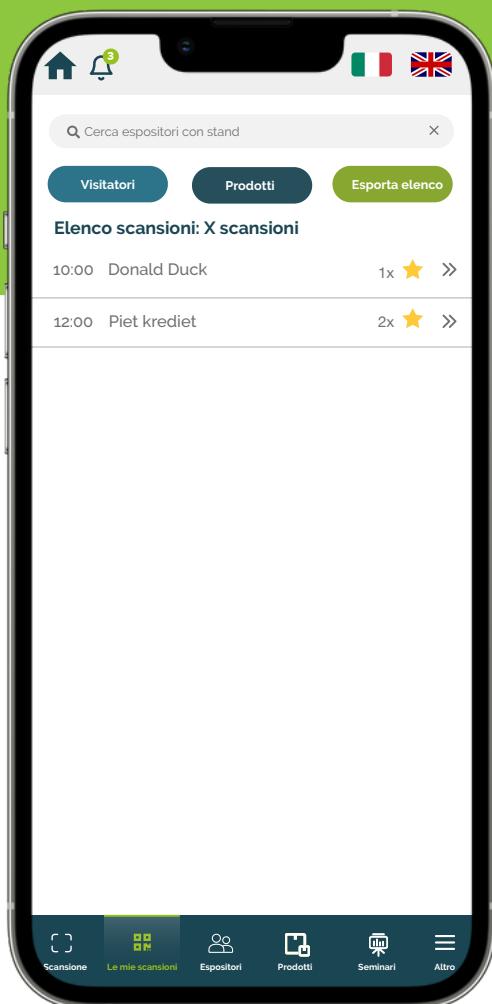 3
Cerca espositori con stand
Visitatori Prodotti Esporta elenco
Elenco scansioni: X scansioni
10:00 Donald Duck 1x
12:00 Piet krediet 2x
Scansione Le mie scansioni Espositori Prodotti Seminari Altro